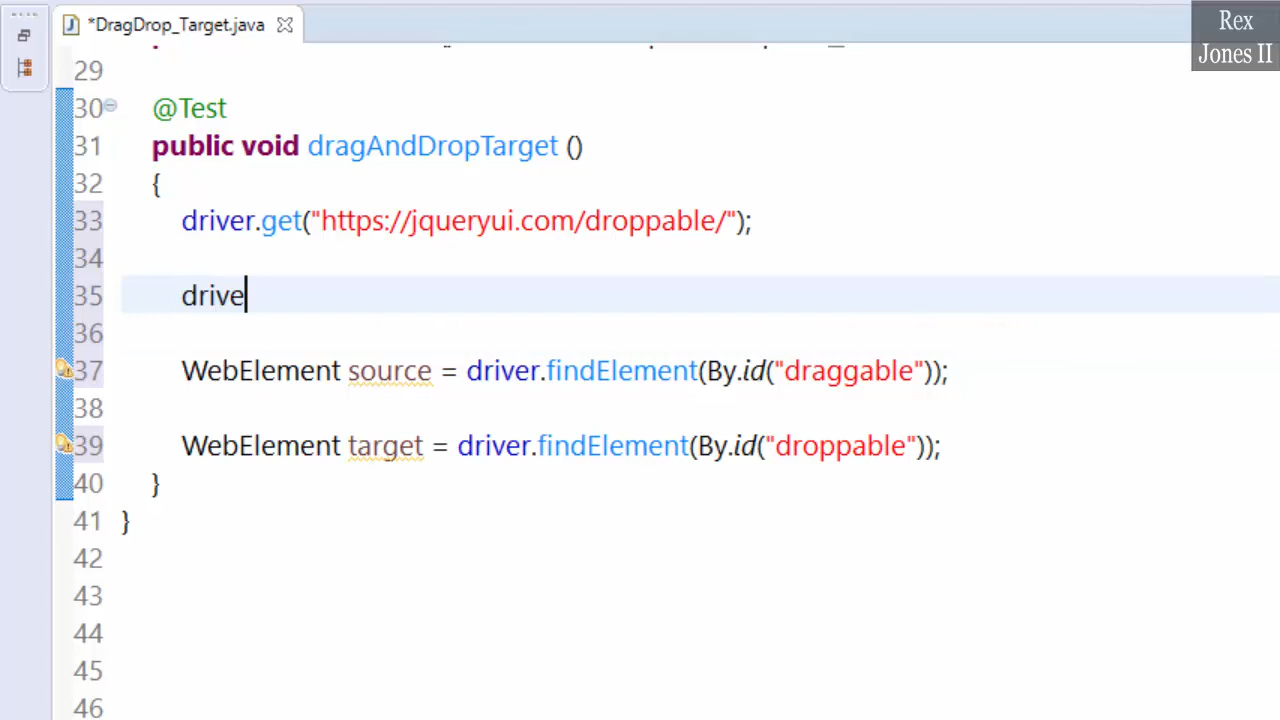 *DragDrop_Target.java
Rex
Jones II
29
30 @Test
31 public void dragAndDropTarget ()
32 {
33 driver.get("https://jqueryui.com/droppable/");
34
35 drive
36
37 WebElement source = driver.findElement(By.id("draggable"));
38
39 WebElement target = driver.findElement(By.id("droppable"));
40 }
41 }
42
43
44
45
46